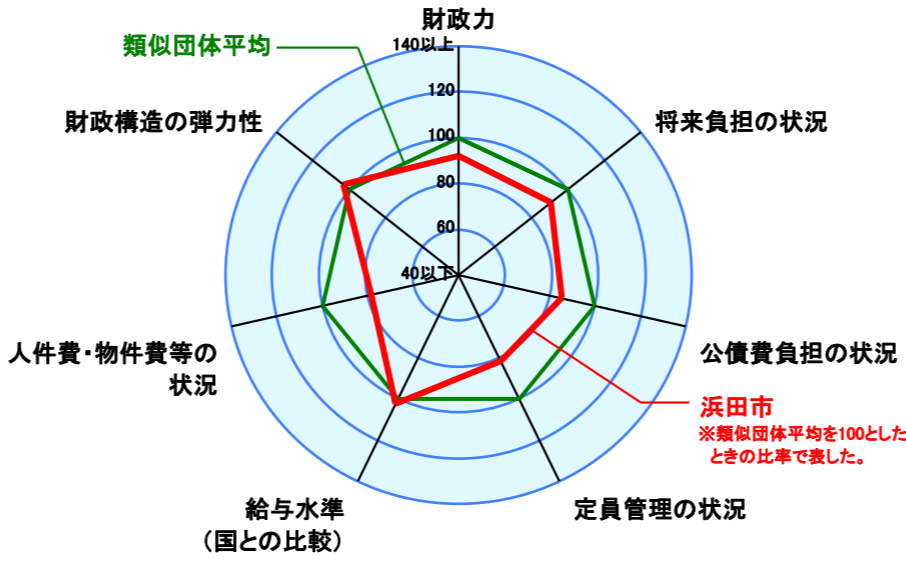 財政力
類似団体平均
140以上
120
100
80
60
40以下
財政構造の弾力性
将来負担の状況
人件費・物件費等の
状況
公債費負担の状況
浜田市
※類似団体平均を100とした
ときの比率で表した。
給与水準
（国との比較）
定員管理の状況